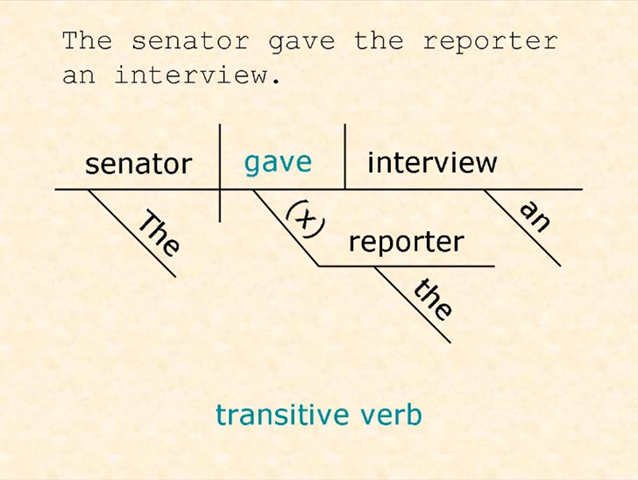 The senator gave the reporter
an interview.
senator gave interview
The (x) reporter an
the
transitive verb